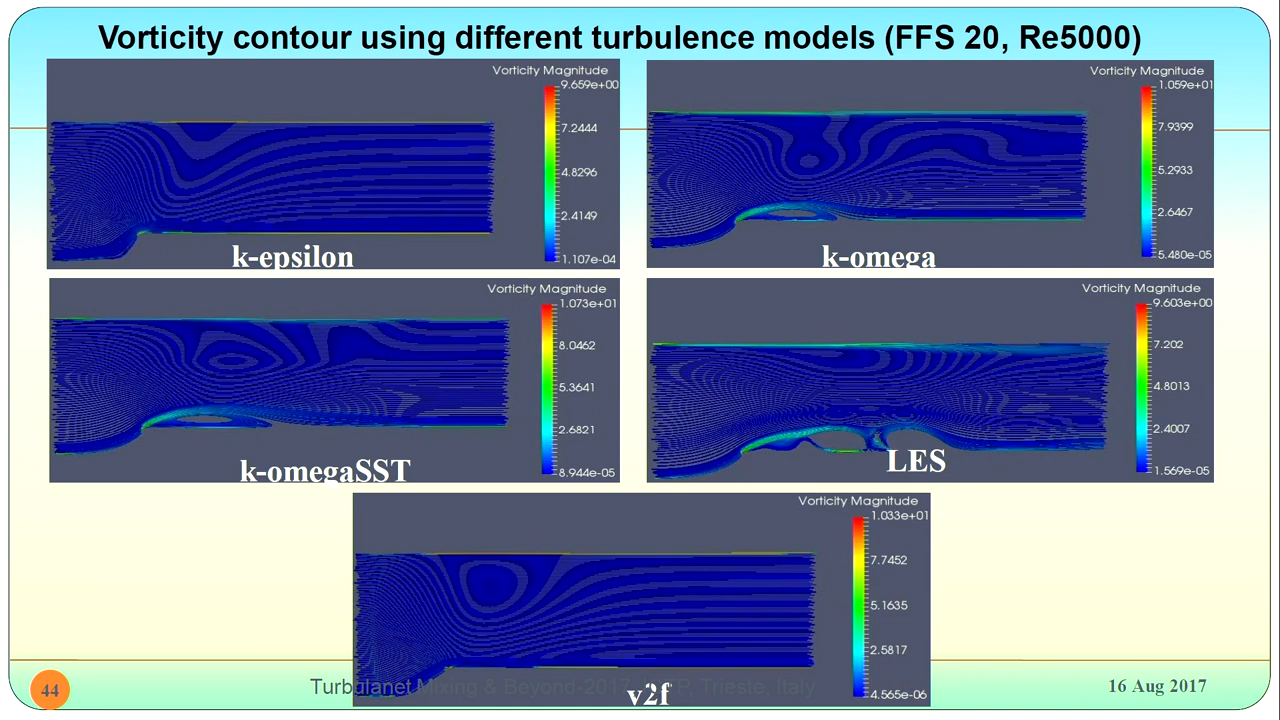 Vorticity contour using different turbulence models (FFS 20, Re5000)
Vorticity Magnitude
9.659e+00
7.2444
4.8296
2.4149
1.107e-04
k-epsilon
Vorticity Magnitude
1.059e+01
7.9399
5.2933
2.6467
5.480e-05
k-omega
Vorticity Magnitude
1.073e+01
8.0462
5.3641
2.6821
8.944e-05
k-omegaSST
Vorticity Magnitude
9.603e+00
7.202
4.8013
2.4007
1.569e-05
LES
Vorticity Magnitude
1.033e+01
7.7452
5.1635
2.5817
4.565e-06
v2f
44
Turbulanet Mixing & Beyond-2017, Trieste, Italy
16 Aug 2017